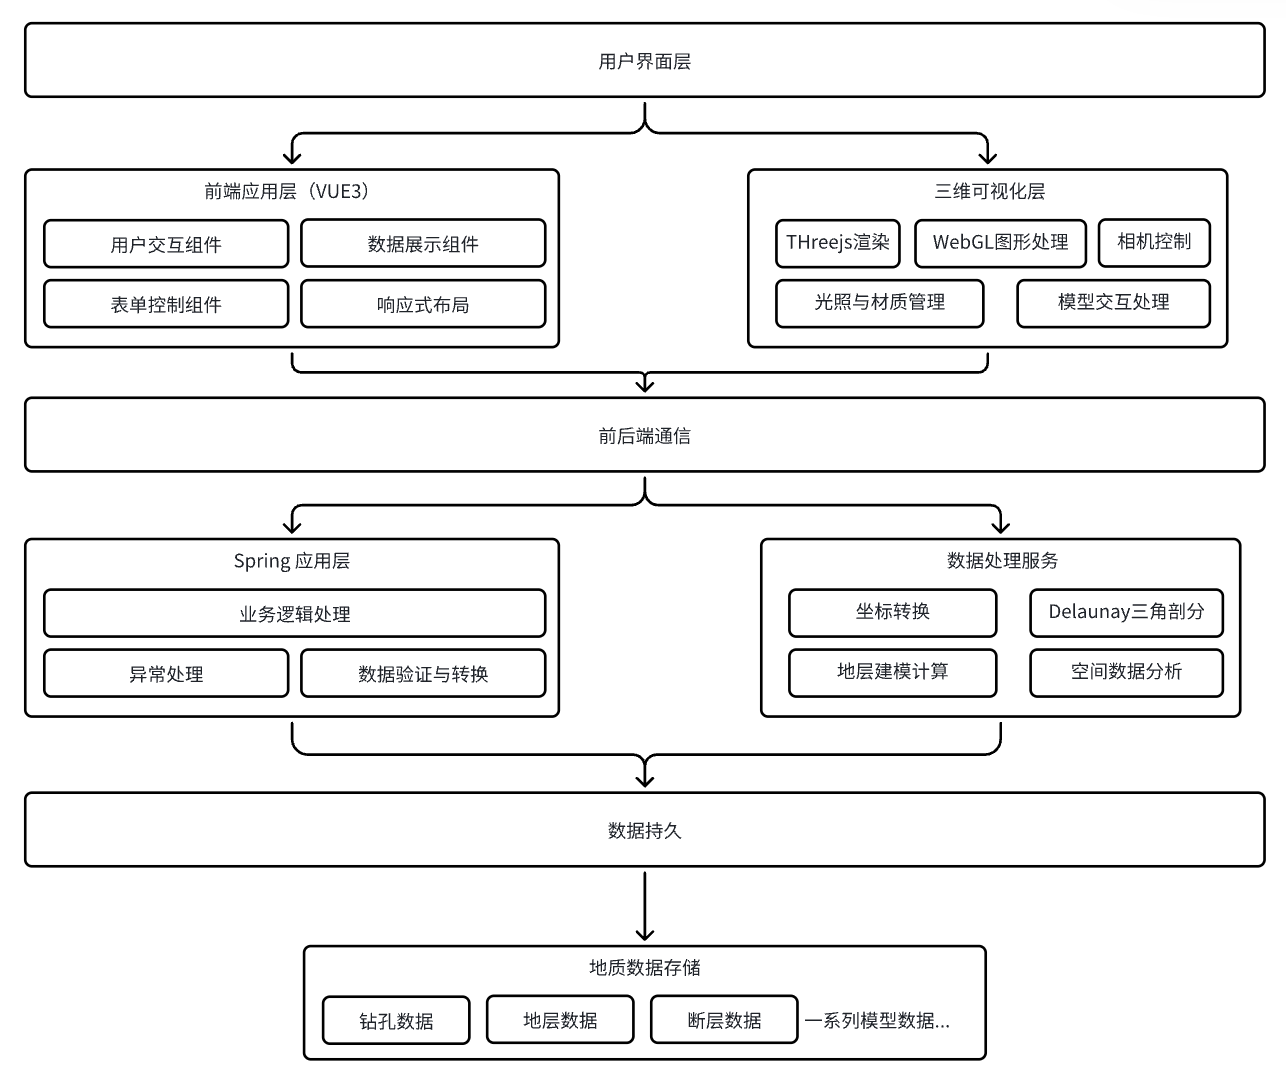 用户界面层
前端应用层（VUE3）
用户交互组件
数据展示组件
表单控制组件
响应式布局
三维可视化层
THreejs渲染
WebGL图形处理
相机控制
光照与材质管理
模型交互处理
前后端通信
Spring 应用层
业务逻辑处理
异常处理
数据验证与转换
数据处理服务
坐标转换
Delaunay三角剖分
地层建模计算
空间数据分析
数据持久
地质数据存储
钻孔数据
地层数据
断层数据
一系列模型数据...